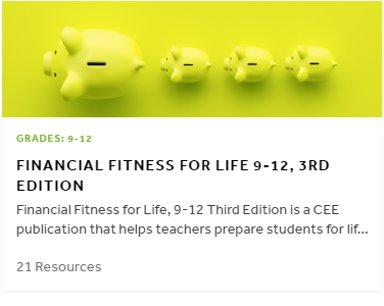 GRADES: 9-12
FINANCIAL FITNESS FOR LIFE 9-12, 3RD
EDITION
Financial Fitness for Life, 9-12 Third Edition is a CEE
publication that helps teachers prepare students for lif...
21 Resources